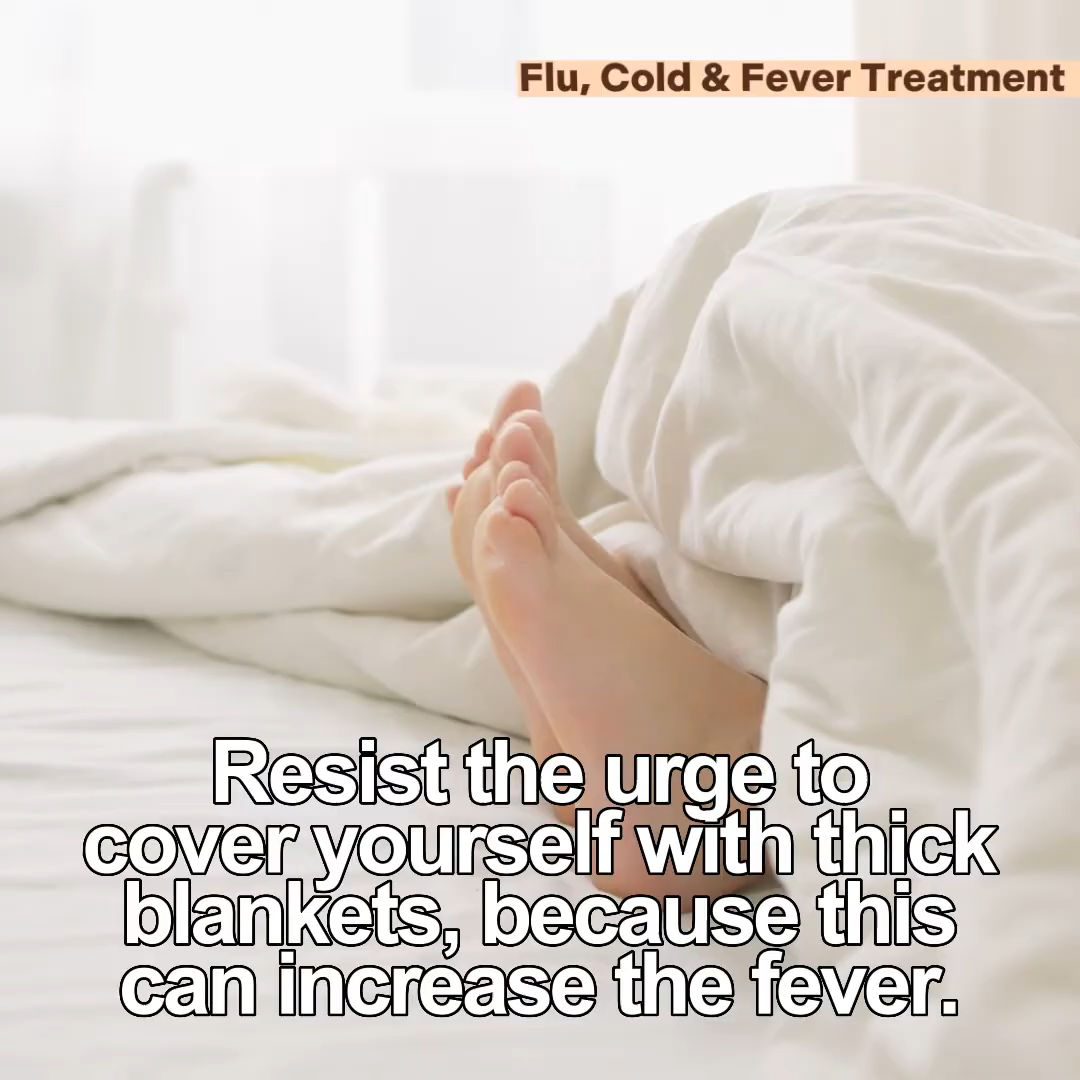 Flu, Cold & Fever Treatment
Resist the urge to
cover yourself with thick
blankets, because this
can increase the fever.